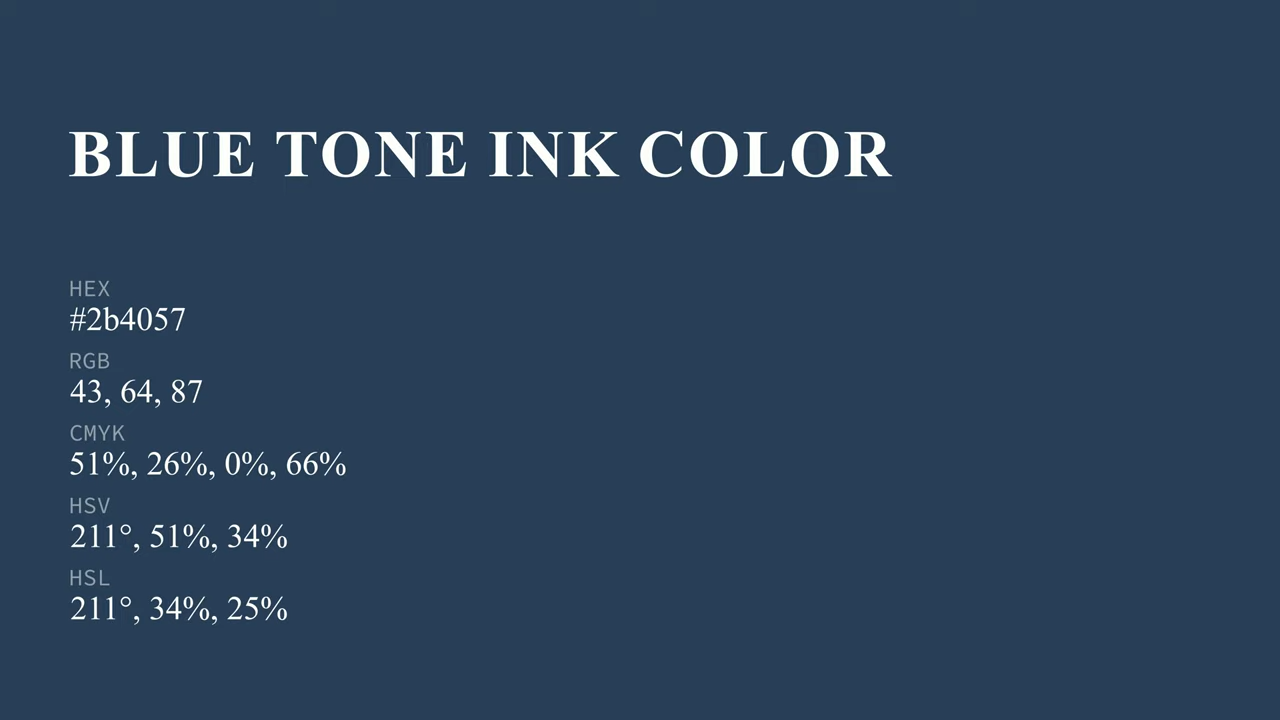 BLUE TONE INK COLOR
HEX
#2b4057
RGB
43, 64, 87
CMYK
51%, 26%, 0%, 66%
HSV
211°, 51%, 34%
HSL
211°, 34%, 25%